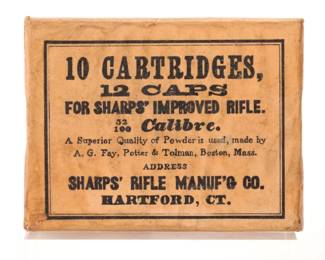 10 CARTRIDGES,
12 CAPS
FOR SHARPS' IMPROVED RIFLE.
52/100 Calibre.
A Superior Quality of Powder is used, made by
A. G. Fay, Potter & Tolman, Boston, Mass.
ADDRESS
SHARPS' RIFLE MANUF'G CO.
HARTFORD, CT.